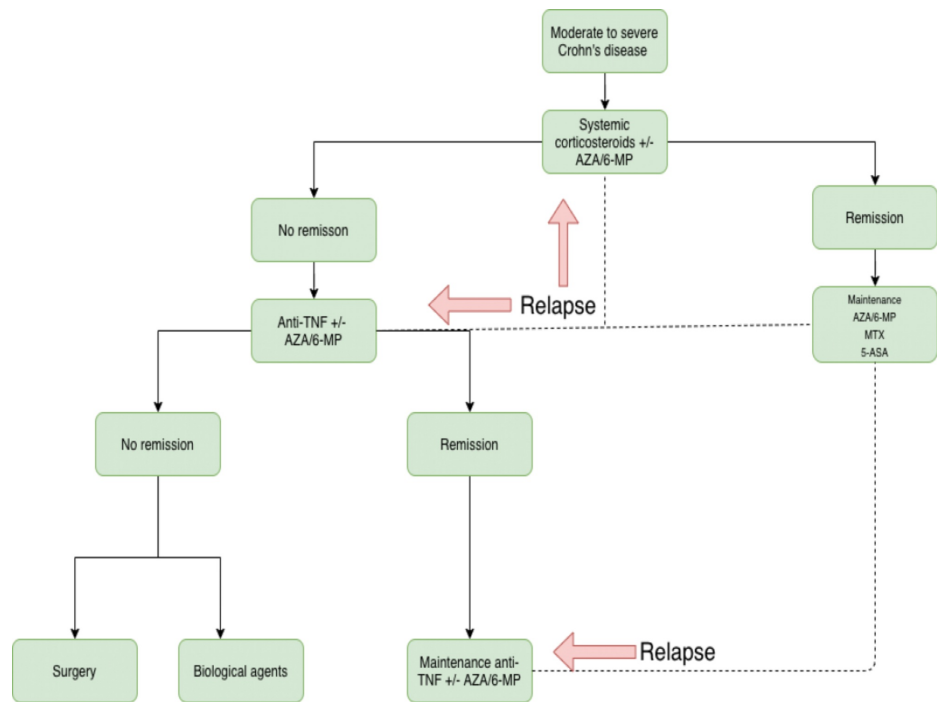 Moderate to severe
Crohn's disease
Systemic
corticosteroids +/-
AZA/6-MP
No remisson
Remission
Relapse
Anti-TNF +/-
AZA/6-MP
Maintenance
AZA/6-MP
MTX
5-ASA
No remission
Remission
Surgery
Biological agents
Maintenance anti-
TNF +/- AZA/6-MP
Relapse